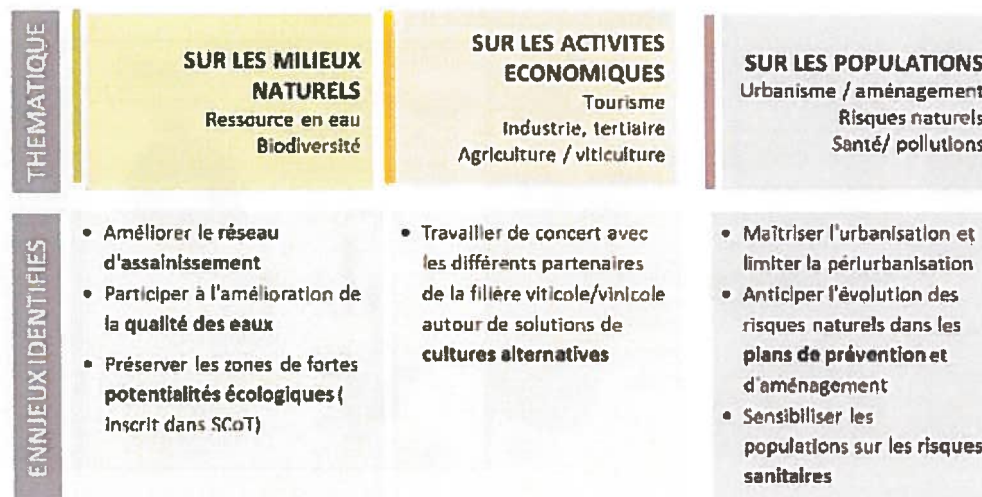 THEMATIQUE
SUR LES MILIEUX
NATURELS
Ressource en eau
Biodiversité
SUR LES ACTIVITES
ECONOMIQUES
Tourisme
Industrie, tertiaire
Agriculture / viticulture
SUR LES POPULATIONS
Urbanisme / aménagement
Risques naturels
Santé/ pollutions
ENNJEUX IDENTIFIES
• Améliorer le réseau
d'assainissement
• Participer à l'amélioration de
la qualité des eaux
• Préserver les zones de fortes
potentialités écologiques (
inscrit dans SCoT)
• Travailler de concert avec
les différents partenaires
de la filière viticole/vinicole
autour de solutions de
cultures alternatives
• Maîtriser l'urbanisation et
limiter la périurbanisation
• Anticiper l'évolution des
risques naturels dans les
plans de prévention et
d'aménagement
• Sensibiliser les
populations sur les risques
sanitaires